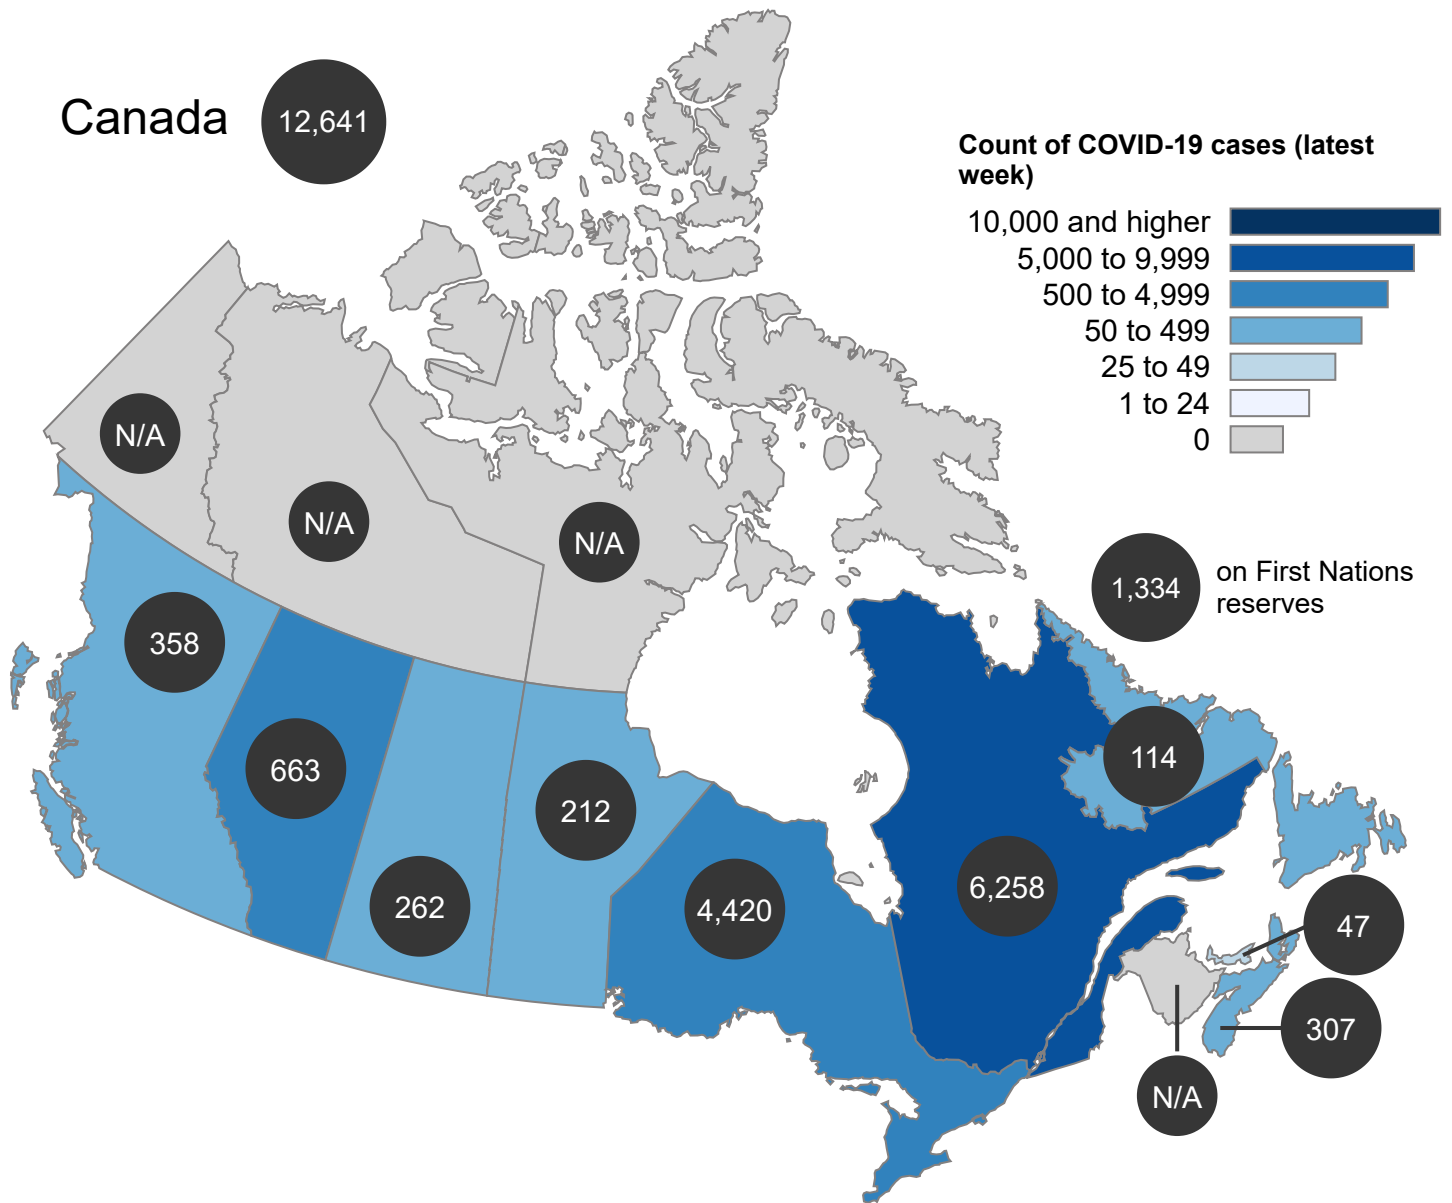 Canada
12,641
Count of COVID-19 cases (latest
week)
10,000 and higher
5,000 to 9,999
500 to 4,999
50 to 499
25 to 49
1 to 24
0
N/A
N/A
N/A
1,334
on First Nations
reserves
358
663
262
212
4,420
6,258
114
47
307
N/A